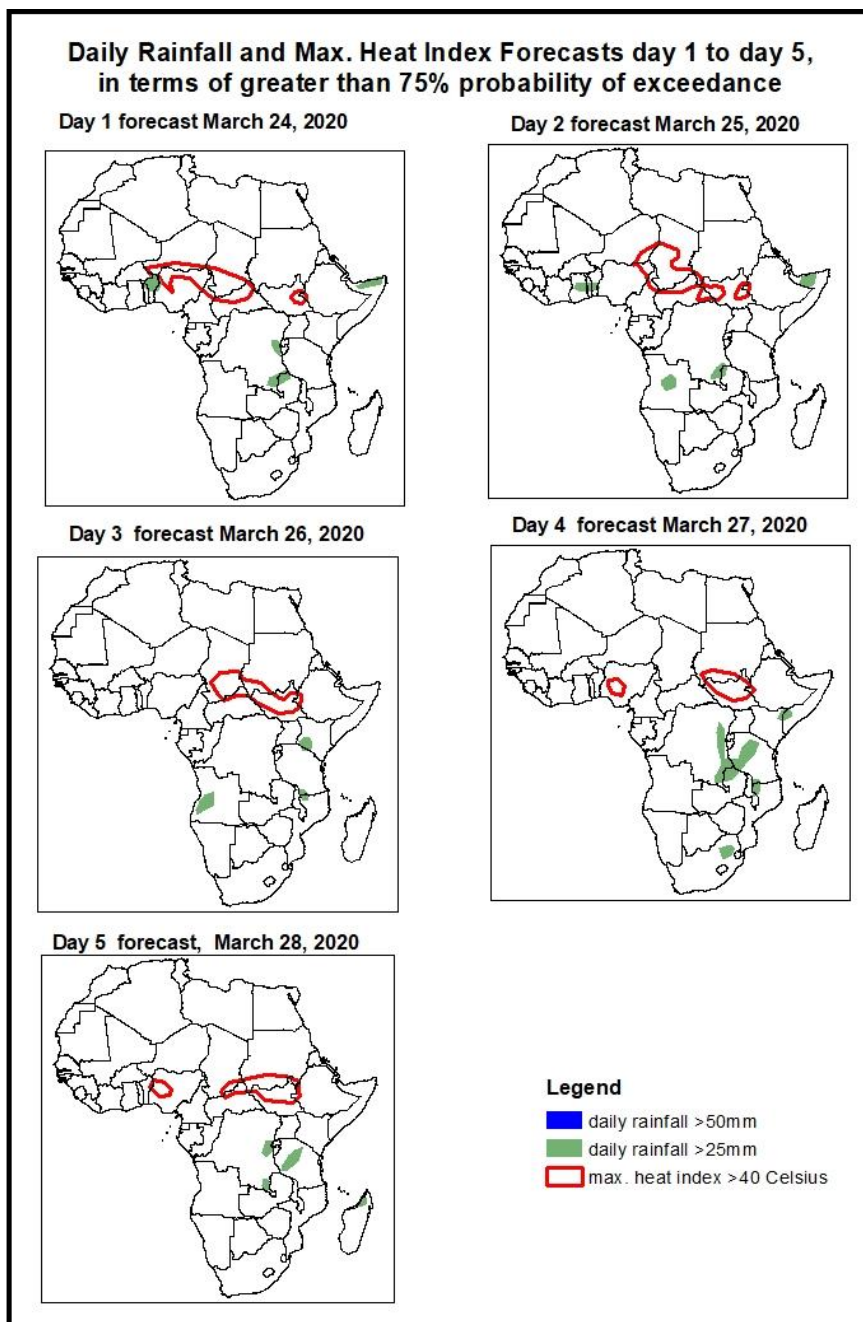 Daily Rainfall and Max. Heat Index Forecasts day 1 to day 5,
in terms of greater than 75% probability of exceedance
Day 1 forecast March 24, 2020
Day 2 forecast March 25, 2020
Day 3 forecast March 26, 2020
Day 4 forecast March 27, 2020
Day 5 forecast, March 28, 2020
Legend
daily rainfall >50mm
daily rainfall >25mm
max. heat index >40 Celsius